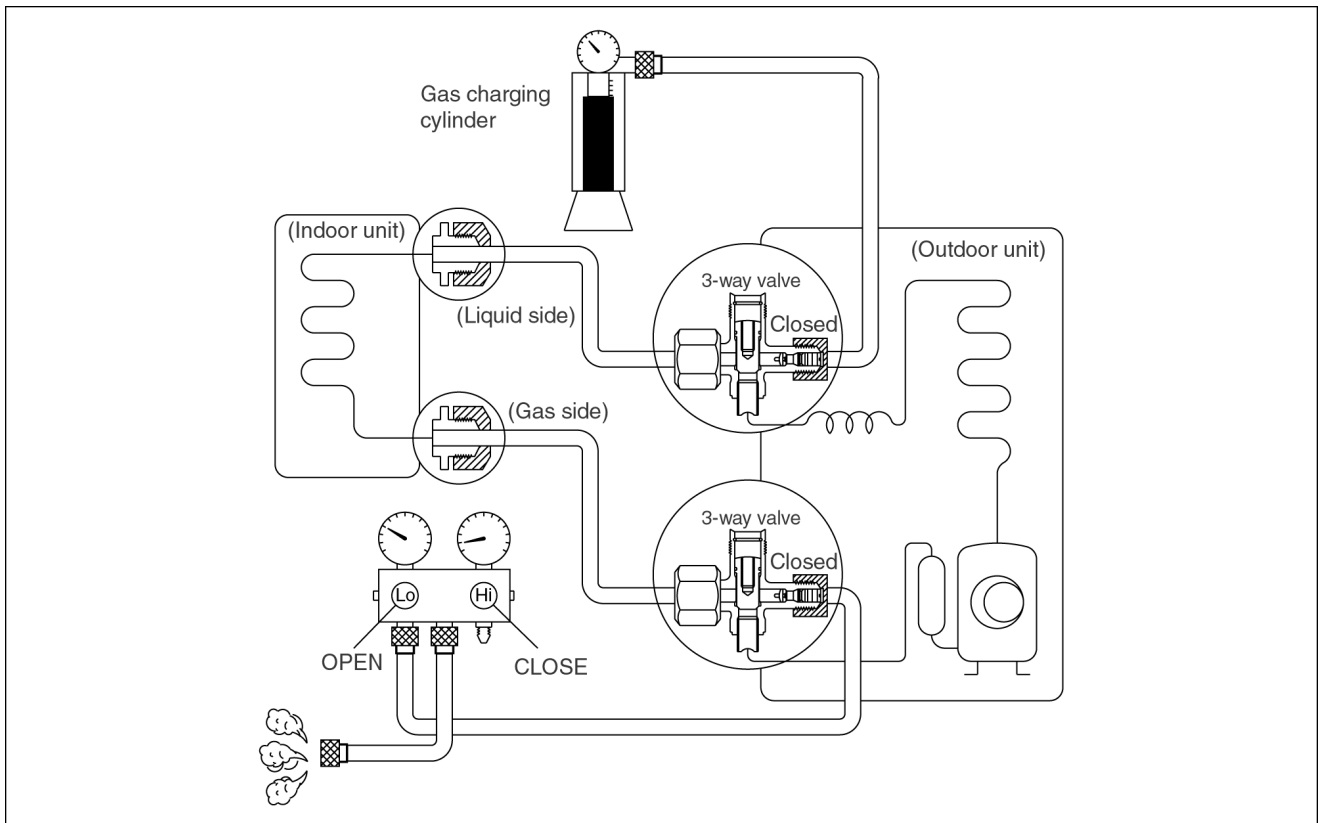 Gas charging
cylinder
(Indoor unit)
(Outdoor unit)
3-way valve
Closed
(Liquid side)
(Gas side)
3-way valve
Closed
Lo
Hi
OPEN
CLOSE